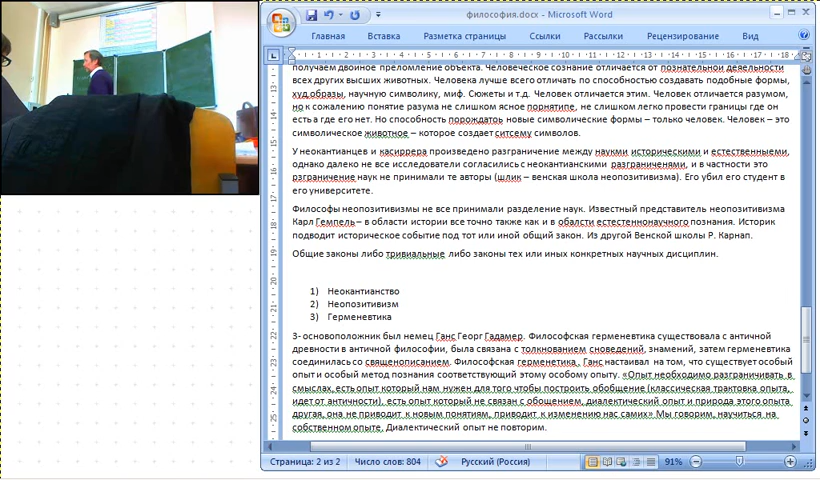 философия.docx - Microsoft Word
Главная Вставка Разметка страницы Ссылки Рассылки Рецензирование Вид
получаем двойное преломление объекта. Человеческое сознание отличается от познательной деяельности
всех других высших животных. Человека лучше всего отличать по способностью создавать подобные формы,
худ.образы, научную символику, миф. Сюжеты и т.д. Человек отличается этим. Человек отличается разумом,
но к сожалению понятие разума не слишком ясное порнятипе, не слишком легко провести границы где он
есть а где его нет. Но способность порождатоь новые символические формы – только человек. Человек – это
символическое животное – которое создает ситсему символов.
У неокантианцев и касиррера произведено разграничение между наукми историческими и естественныеми,
однако далеко не все исследователи согласились с неокантианскими разграничениями, и в частности это
рзграничение наук не принимали те авторы (шлик – венская школа неопозитивизма). Его убил его студент в
его университете.
Философы неопозитивизмы не все принимали разделение наук. Известный представитель неопозитивизма
Карл Гемпель – в области истории все точно также как и в обалсти естестенноаучного познания. Историк
подводит историческое событие под тот или иной общий закон. Из другой Венской школы Р. Карнап.
Общие законы либо тривиальные либо законы тех или иных конкретных научных дисциплин.
1) Неокантианство
2) Неопозитивизм
3) Герменевтика
3- основоположник был немец Ганс Георг Гадамер. Философская герменевтика существовала с античной
древности в античной философии, была связана с толкнованием сноведений, знамений, затем герменевтика
соединилась со священописанием. Философская герменетика , Ганс настаивал на том, что существует особый
опыт и особый метод познания соответствующий этому особому опыту. «Опыт необходимо разграничивать в
смыслах, есть опыт который нам нужен для того чтобы построить обобщение (классическая трактовка опыта,
идет от античности), есть опыт который не связан с обощением, диалектический опыт и природа этого опыта
другая, она не приводит к новым понятиям, приводит к изменению нас самих» Мы говорим, научиться на
собственном опыте. Диалектический опыт не повторим.
Страница: 2 из 2 Число слов: 804 Русский (Россия) 91%